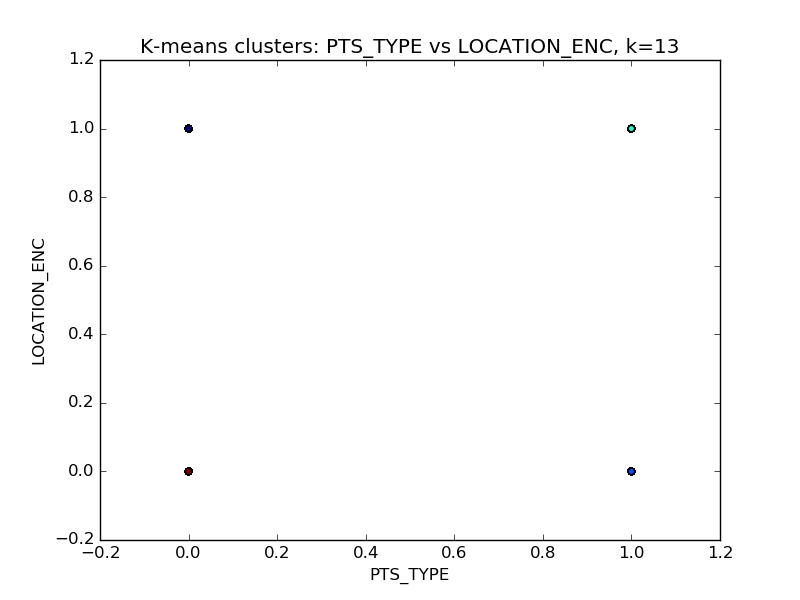 K-means clusters: PTS_TYPE vs LOCATION_ENC, k=13
1.2
1.0
0.8
0.6
0.4
0.2
0.0
−0.2
LOCATION_ENC
−0.2 0.0 0.2 0.4 0.6 0.8 1.0 1.2
PTS_TYPE